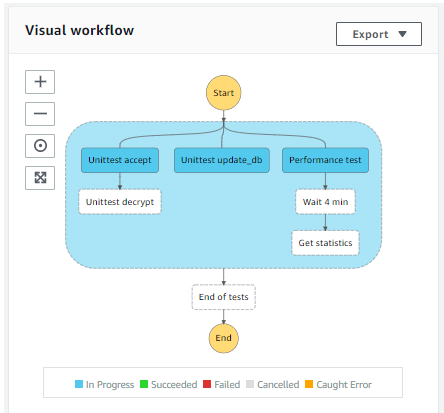 Visual workflow
Export
Start
Unittest accept
Unittest update_db
Performance test
Unittest decrypt
Wait 4 min
Get statistics
End of tests
End
In Progress
Succeeded
Failed
Cancelled
Caught Error